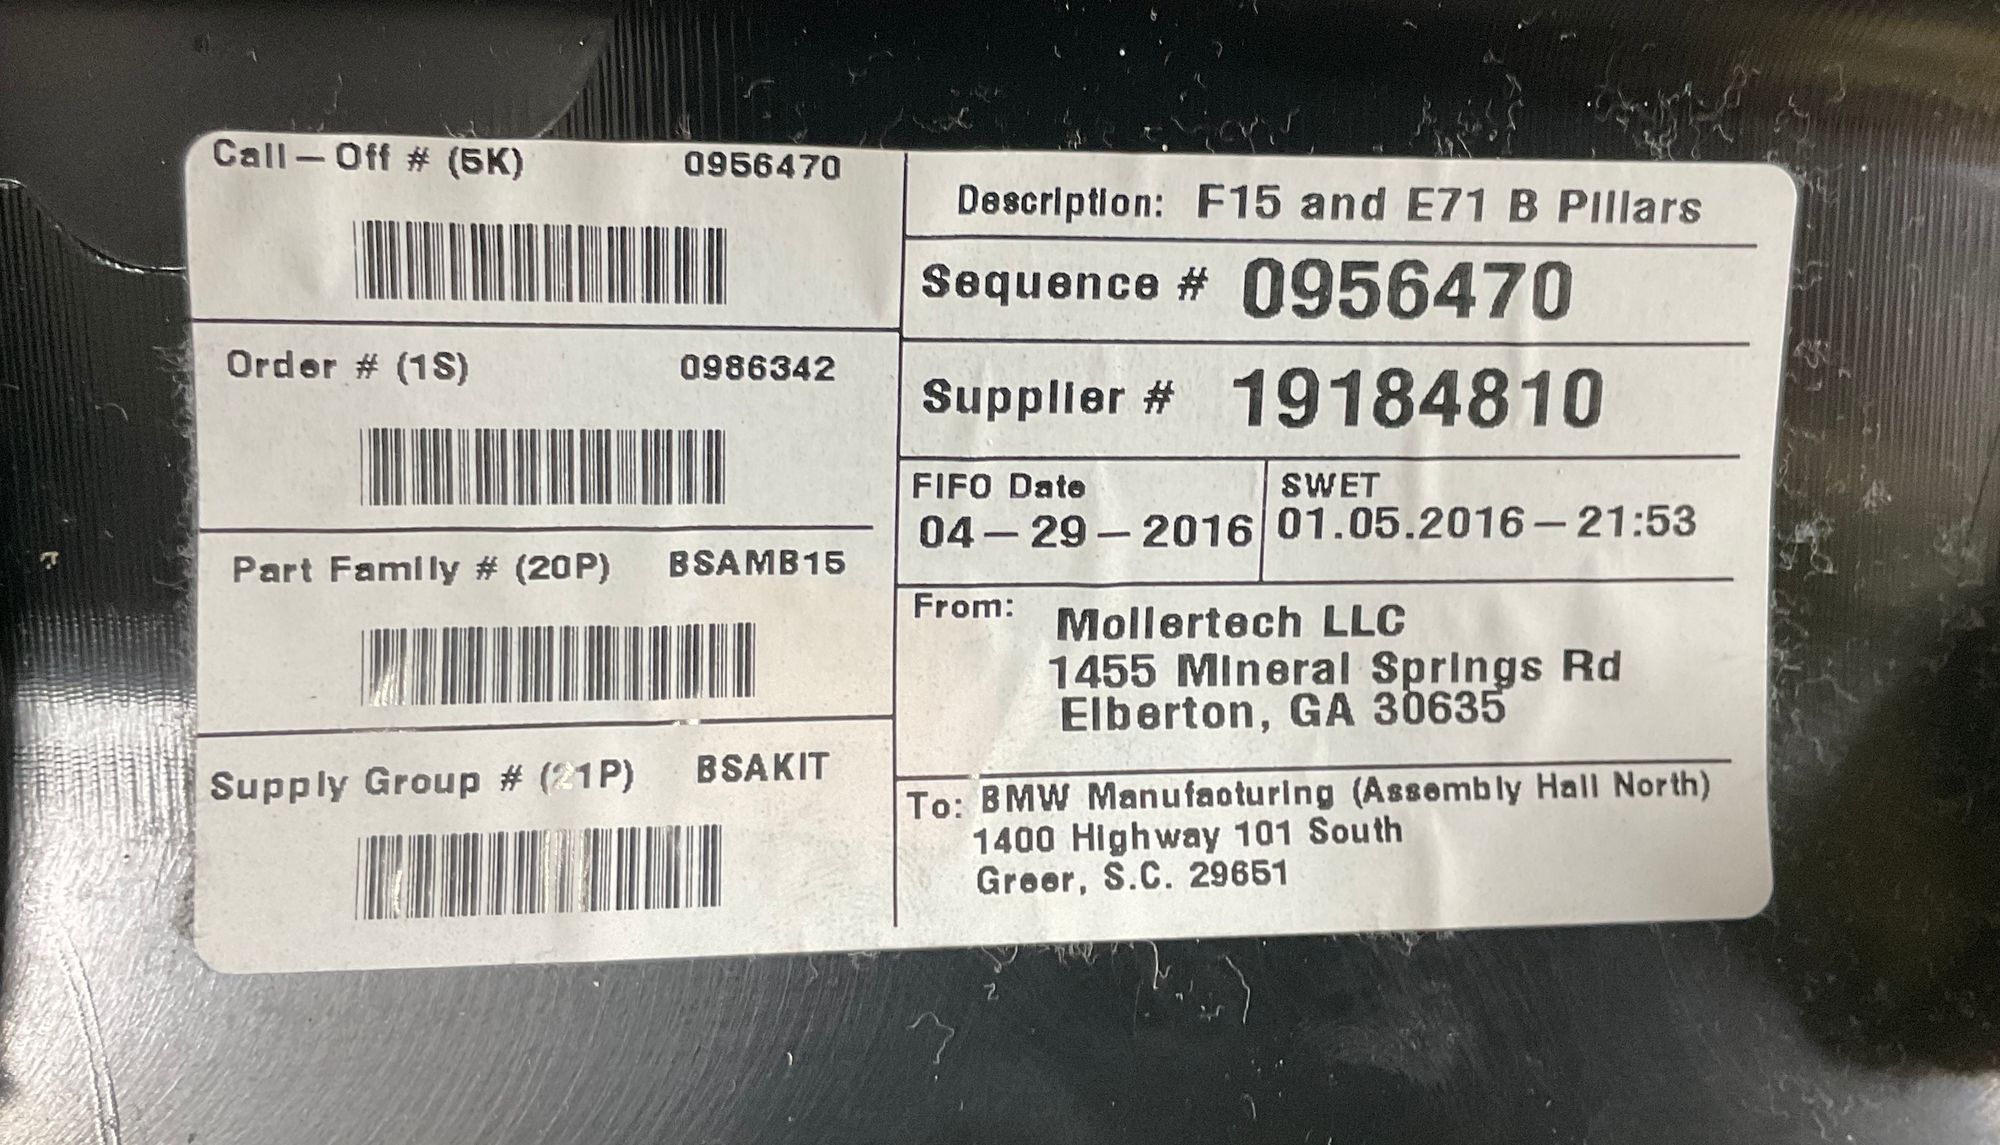 Call-Off # (5K) 0956470
Order # (1S) 0986342
Part Family # (20P) BSAMB15
Supply Group # (21P) BSAKIT
Description: F15 and E71 B Pillars
Sequence # 0956470
Supplier # 19184810
FIFO Date
04-29-2016
SWET
01.05.2016-21:53
From: Mollertech LLC
1455 Mineral Springs Rd
Elberton, GA 30635
To: BMW Manufacturing (Assembly Hall North)
1400 Highway 101 South
Greer, S.C. 29651